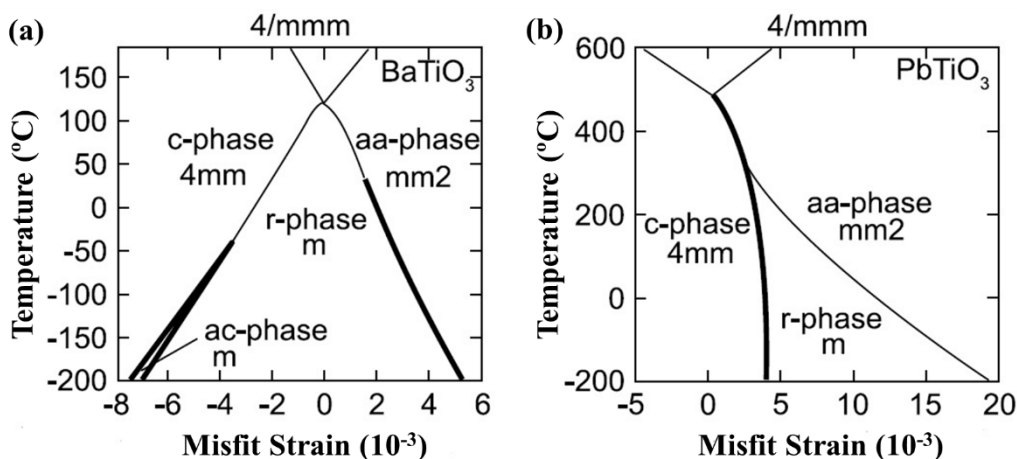 (a)
4/mmm
BaTiO3
150
100
50
0
-50
-100
-150
-200
Temperature (ºC)
c-phase
4mm
aa-phase
mm2
r-phase
m
ac-phase
m
-8
-6
-4
-2
0
2
4
6
Misfit Strain (10-3)
(b)
4/mmm
PbTiO3
600
400
200
0
-200
Temperature (ºC)
c-phase
4mm
aa-phase
mm2
r-phase
m
-5
0
5
10
15
20
Misfit Strain (10-3)